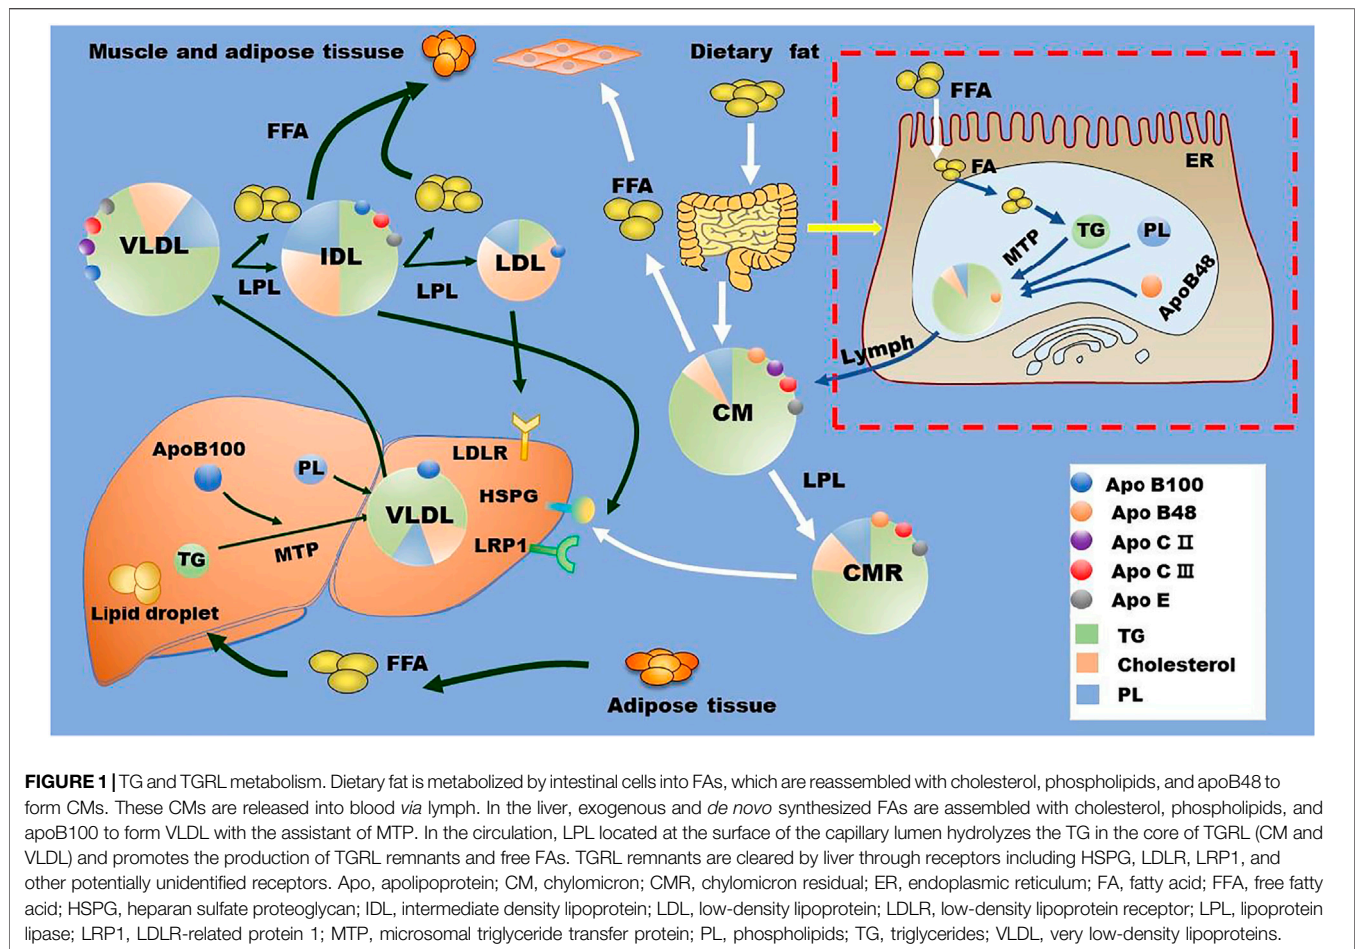 Muscle and adipose tissuse
Dietary fat
FFA
FFA
FA
ER
FFA
VLDL
IDL
LDL
LPL
LPL
MTP
TG
PL
ApoB48
Lymph
CM
LPL
CMR
ApoB100
PL
LDLR
HSPG
LRP1
VLDL
TG
MTP
Lipid droplet
FFA
Adipose tissue
Apo B100
Apo B48
Apo C Ⅱ
Apo C Ⅲ
Apo E
TG
Cholesterol
PL
FIGURE 1 | TG and TGRL metabolism. Dietary fat is metabolized by intestinal cells into FAs, which are reassembled with cholesterol, phospholipids, and apoB48 to
form CMs. These CMs are released into blood via lymph. In the liver, exogenous and de novo synthesized FAs are assembled with cholesterol, phospholipids, and
apoB100 to form VLDL with the assistant of MTP. In the circulation, LPL located at the surface of the capillary lumen hydrolyzes the TG in the core of TGRL (CM and
VLDL) and promotes the production of TGRL remnants and free FAs. TGRL remnants are cleared by liver through receptors including HSPG, LDLR, LRP1, and
other potentially unidentified receptors. Apo, apolipoprotein; CM, chylomicron; CMR, chylomicron residual; ER, endoplasmic reticulum; FA, fatty acid; FFA, free fatty
acid; HSPG, heparan sulfate proteoglycan; IDL, intermediate density lipoprotein; LDL, low-density lipoprotein; LDLR, low-density lipoprotein receptor; LPL, lipoprotein
lipase; LRP1, LDLR-related protein 1; MTP, microsomal triglyceride transfer protein; PL, phospholipids; TG, triglycerides; VLDL, very low-density lipoproteins.